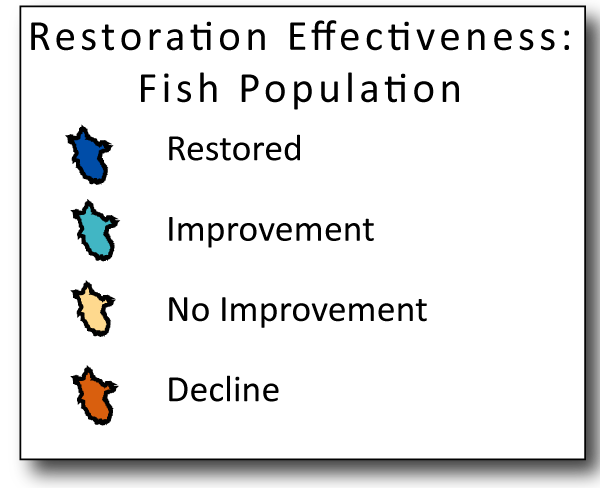 Restoration Effectiveness:
Fish Population
Restored
Improvement
No Improvement
Decline